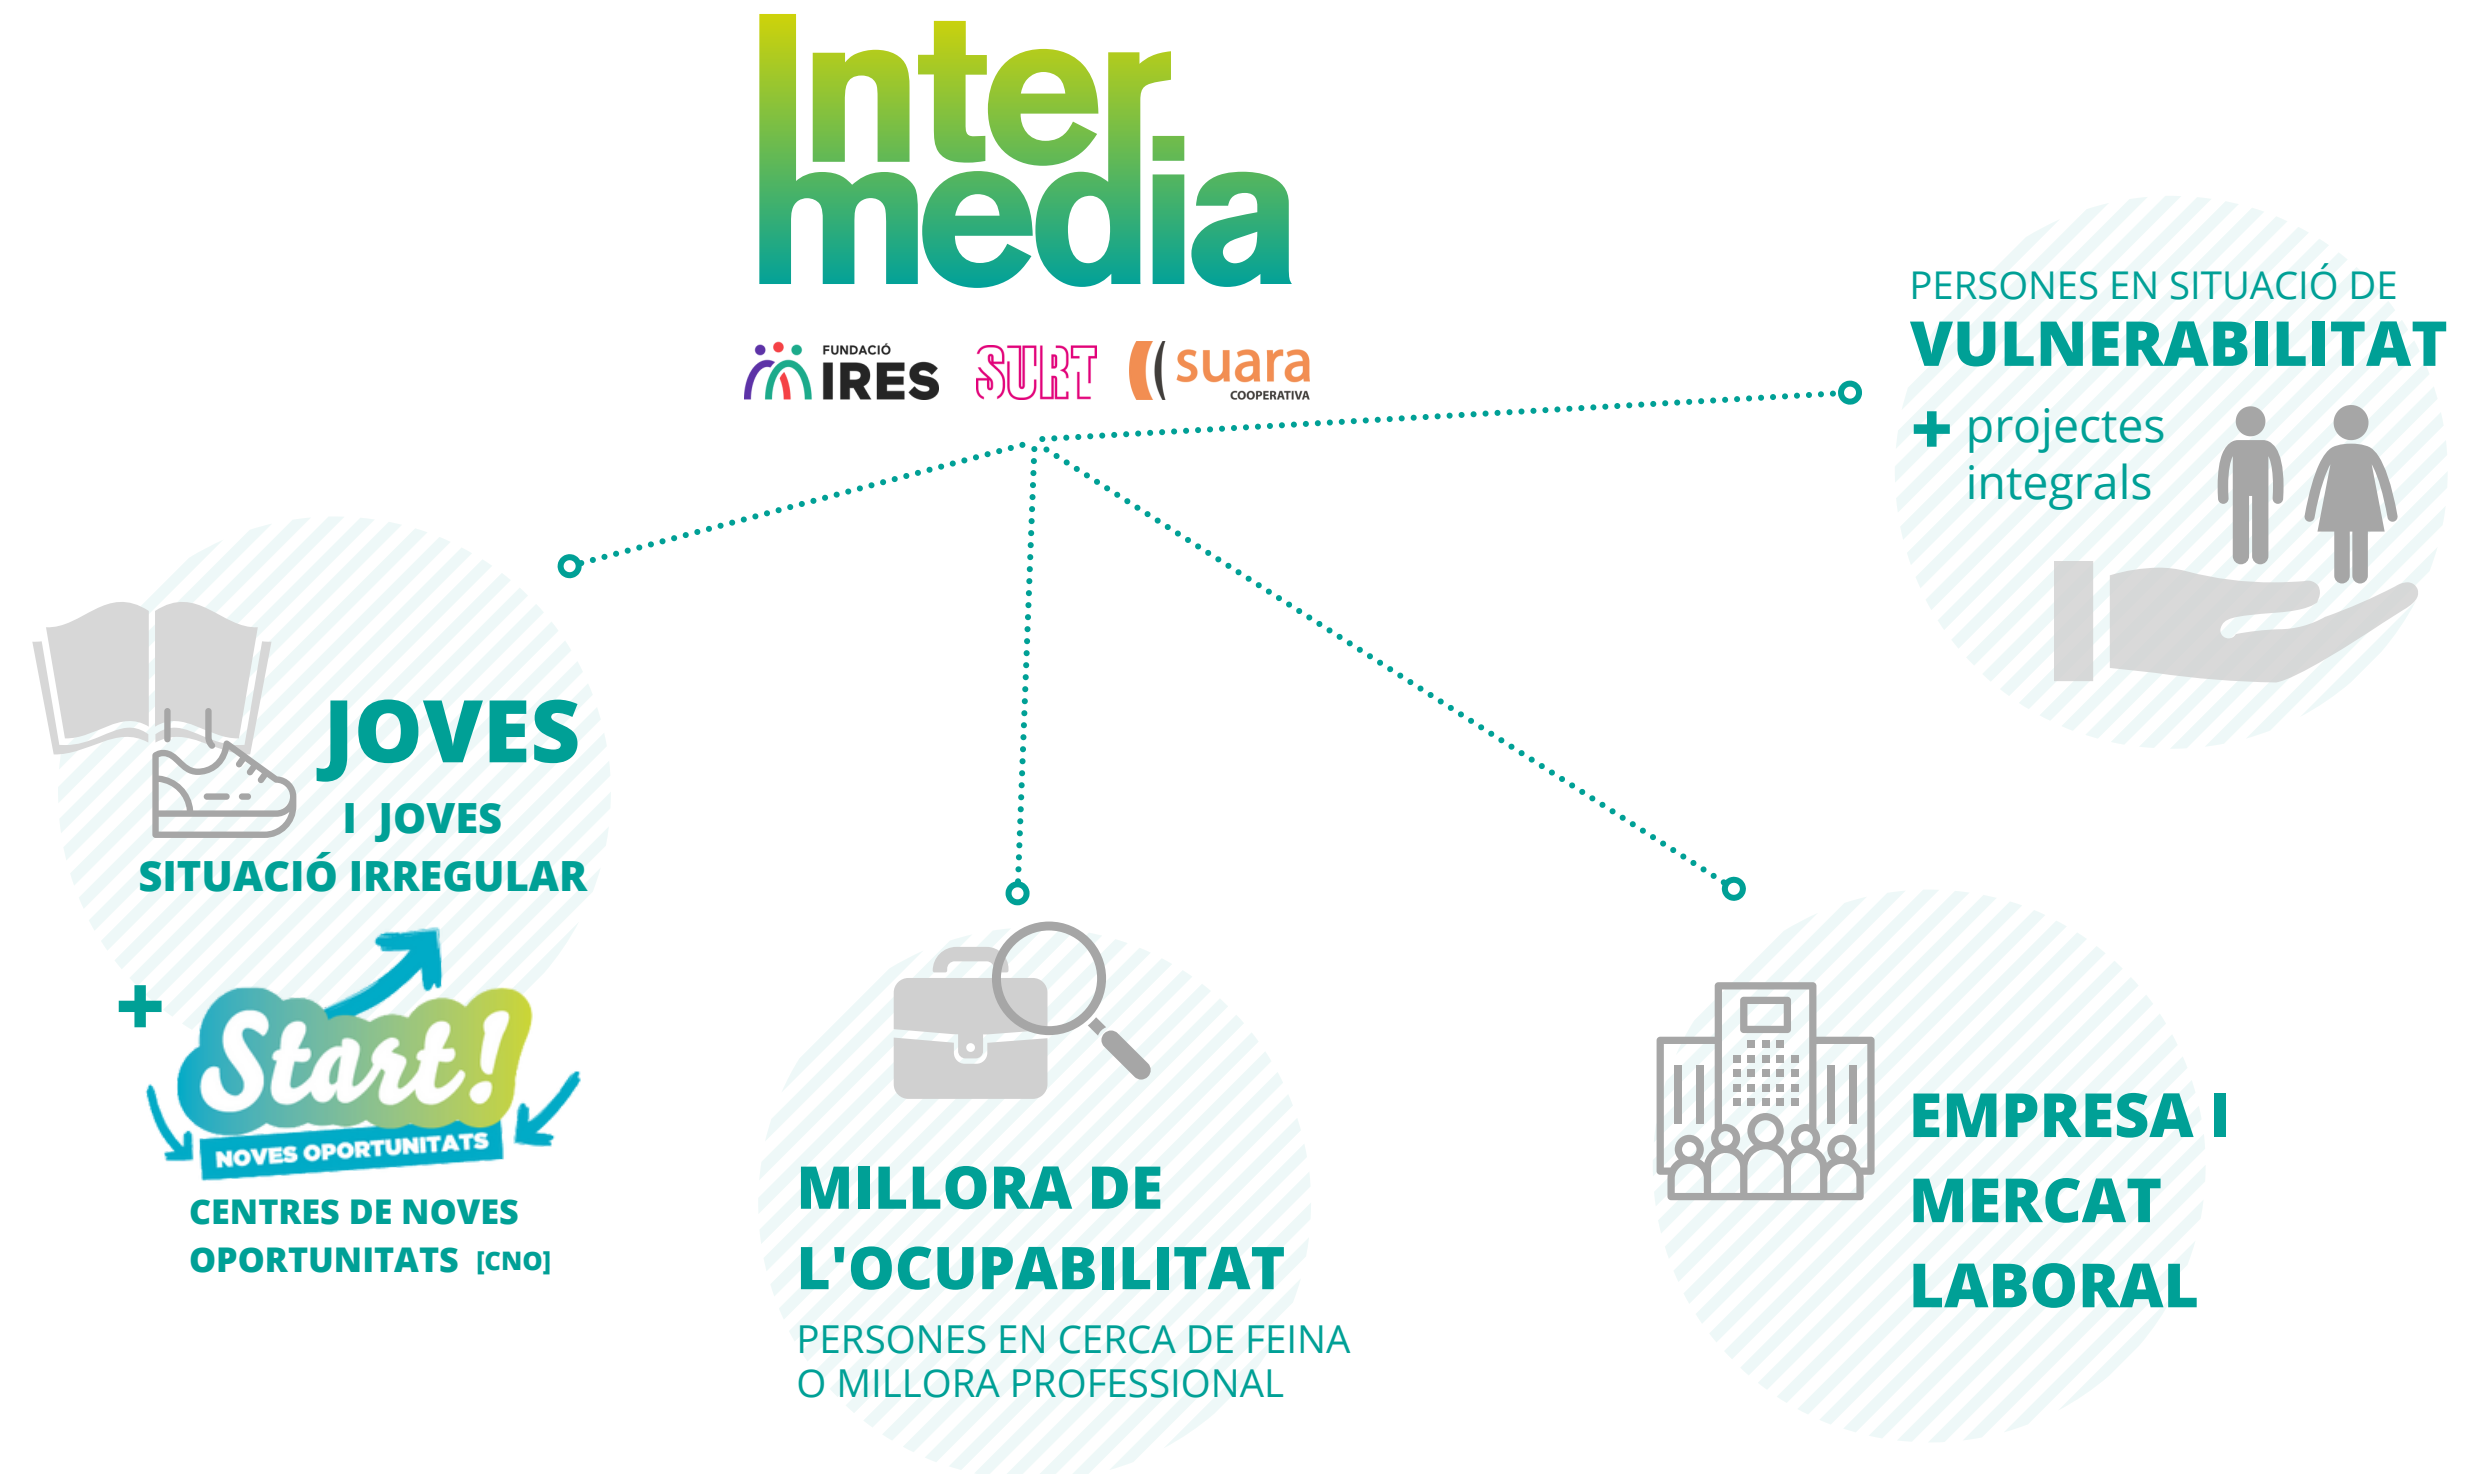 Inter
media
FUNDACIÓ
IRES
SURT
suara
COOPERATIVA
PERSONES EN SITUACIÓ DE
VULNERABILITAT
+ projectes
integrals
JOVES
I JOVES
SITUACIÓ IRREGULAR
+
Start!
NOVES OPORTUNITATS
CENTRES DE NOVES
OPORTUNITATS [CNO]
MILLORA DE
L'OCUPABILITAT
PERSONES EN CERCA DE FEINA
O MILLORA PROFESSIONAL
EMPRESA I
MERCAT
LABORAL